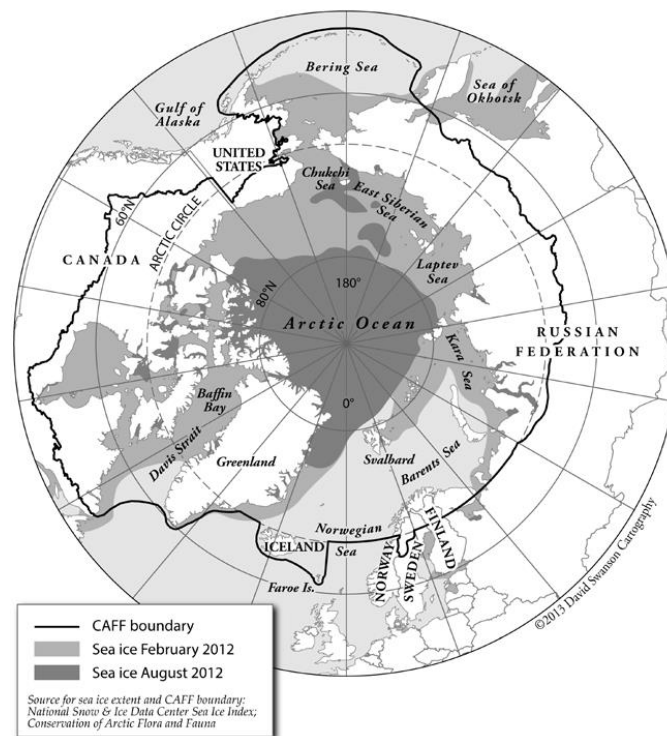 Bering Sea
Sea of
Okhotsk
Gulf of
Alaska
UNITED
STATES
Chukchi
Sea
East Siberian
Sea
60°N
ARCTIC CIRCLE
CANADA
Laptev
Sea
80°N
180°
Arctic Ocean
Kara Sea
RUSSIAN
FEDERATION
Baffin
Bay
0°
Davis Strait
Greenland
Svalbard
Barents Sea
Norwegian
Sea
ICELAND
Faroe Is.
NORWAY
SWEDEN
FINLAND
©2013 David Swanson Cartography
CAFF boundary
Sea ice February 2012
Sea ice August 2012
Source for sea ice extent and CAFF boundary:
National Snow & Ice Data Center Sea Ice Index;
Conservation of Arctic Flora and Fauna